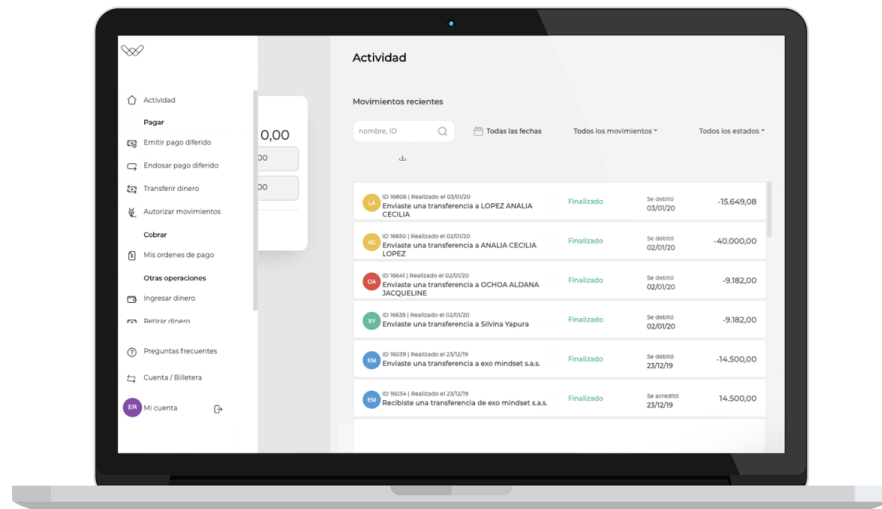 Actividad
Pagar
Emitir pago diferido
Endosar pago diferido
Transferir dinero
Autorizar movimientos
Cobrar
Mis ordenes de pago
Otras operaciones
Ingresar dinero
Retirar dinero
Preguntas frecuentes
Cuenta / Billetera
ER Mi cuenta
0,00
00
00
Actividad
Movimientos recientes
nombre, ID
Todas las fechas
Todos los movimientos
Todos los estados
LA
ID 16806 | Realizado el 03/01/20
Enviaste una transferencia a LOPEZ ANALIA
CECILIA
Finalizado
Se debitó
03/01/20
-15.649,08
AC
ID 16650 | Realizado el 02/01/20
Enviaste una transferencia a ANALIA CECILIA
LOPEZ
Finalizado
Se debitó
02/01/20
-40.000,00
OA
ID 16641 | Realizado el 02/01/20
Enviaste una transferencia a OCHOA ALDANA
JACQUELINE
Finalizado
Se debitó
02/01/20
-9.182,00
SY
ID 16635 | Realizado el 02/01/20
Enviaste una transferencia a Silvina Yapura
Finalizado
Se debitó
02/01/20
-9.182,00
EM
ID 16039 | Realizado el 23/12/19
Enviaste una transferencia a exo mindset s.a.s.
Finalizado
Se debitó
23/12/19
-14.500,00
EM
ID 16034 | Realizado el 23/12/19
Recibiste una transferencia de exo mindset s.a.s.
Finalizado
Se acreditó
23/12/19
14.500,00